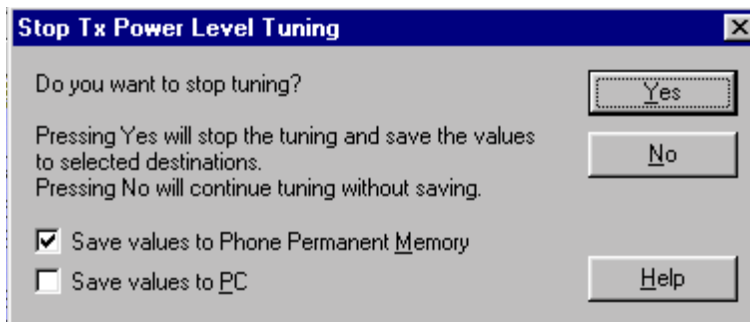 Stop Tx Power Level Tuning
Do you want to stop tuning?
Yes
Pressing Yes will stop the tuning and save the values
to selected destinations.
No
Pressing No will continue tuning without saving.
Save values to Phone Permanent Memory
Save values to PC
Help